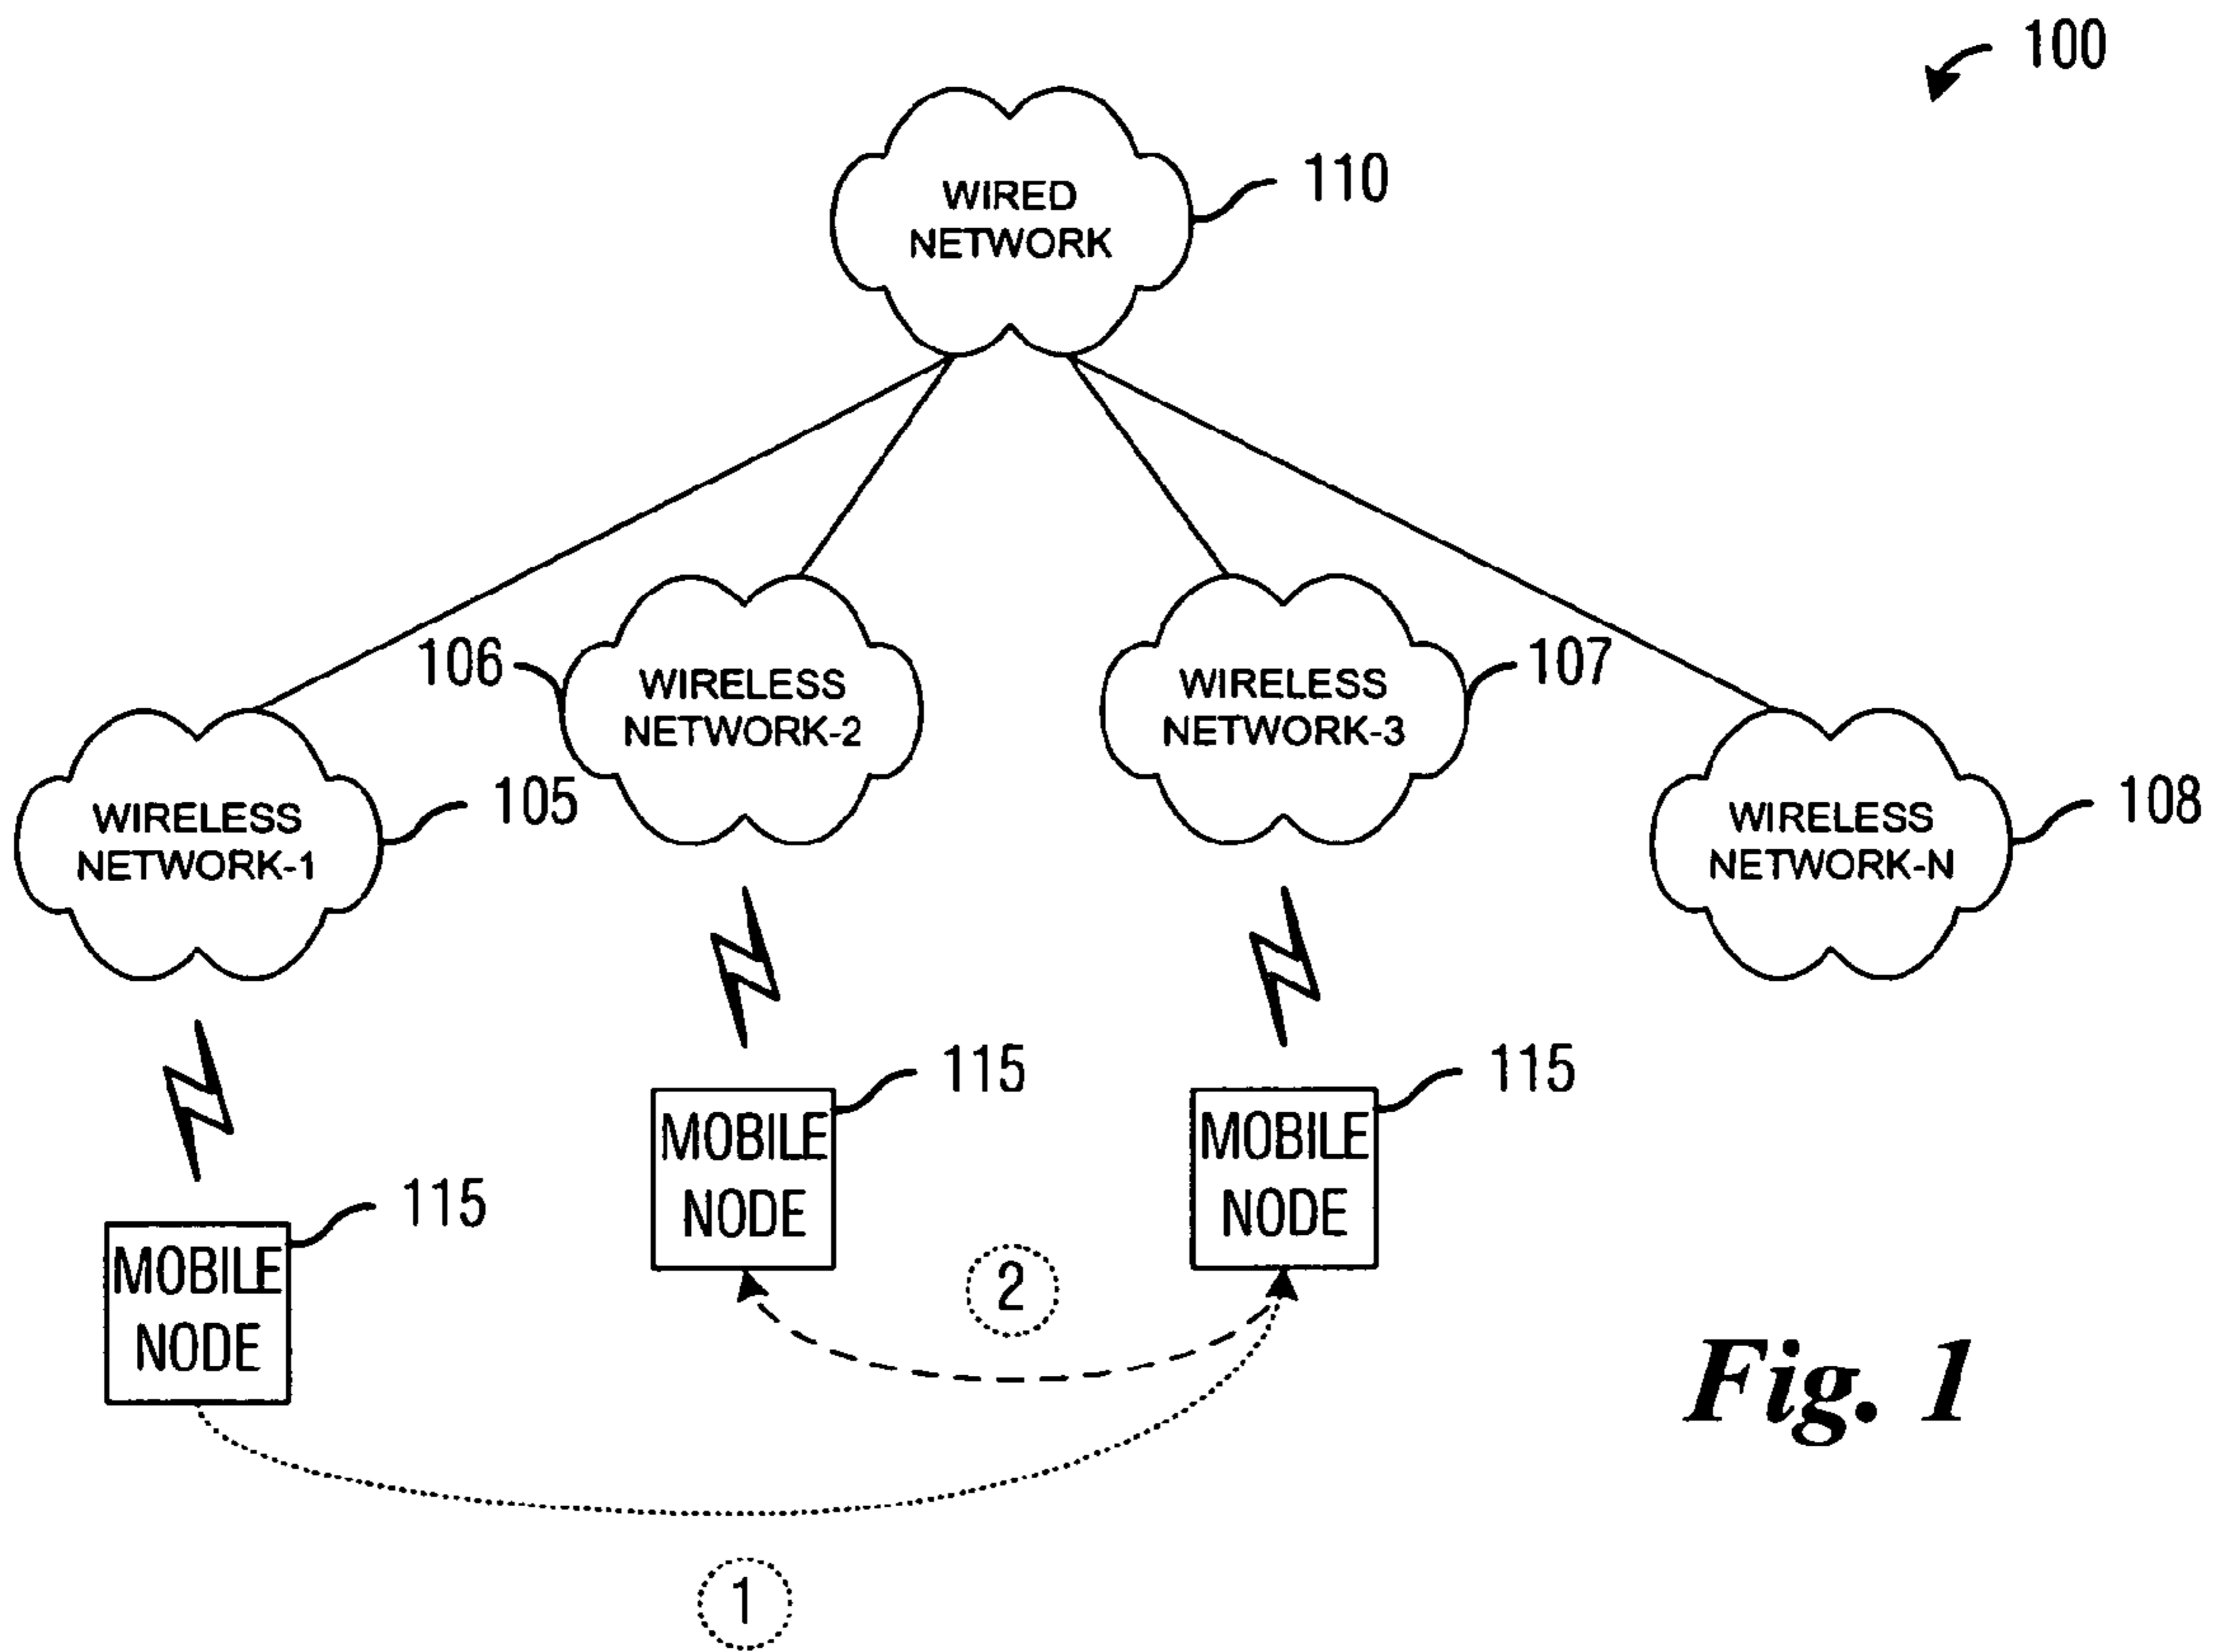 100
WIRED
NETWORK
110
106
WIRELESS
NETWORK-2
WIRELESS
NETWORK-3
107
WIRELESS
NETWORK-1
105
WIRELESS
NETWORK-N
108
115
MOBILE
NODE
115
MOBILE
NODE
115
MOBILE
NODE
2
1
Fig. 1